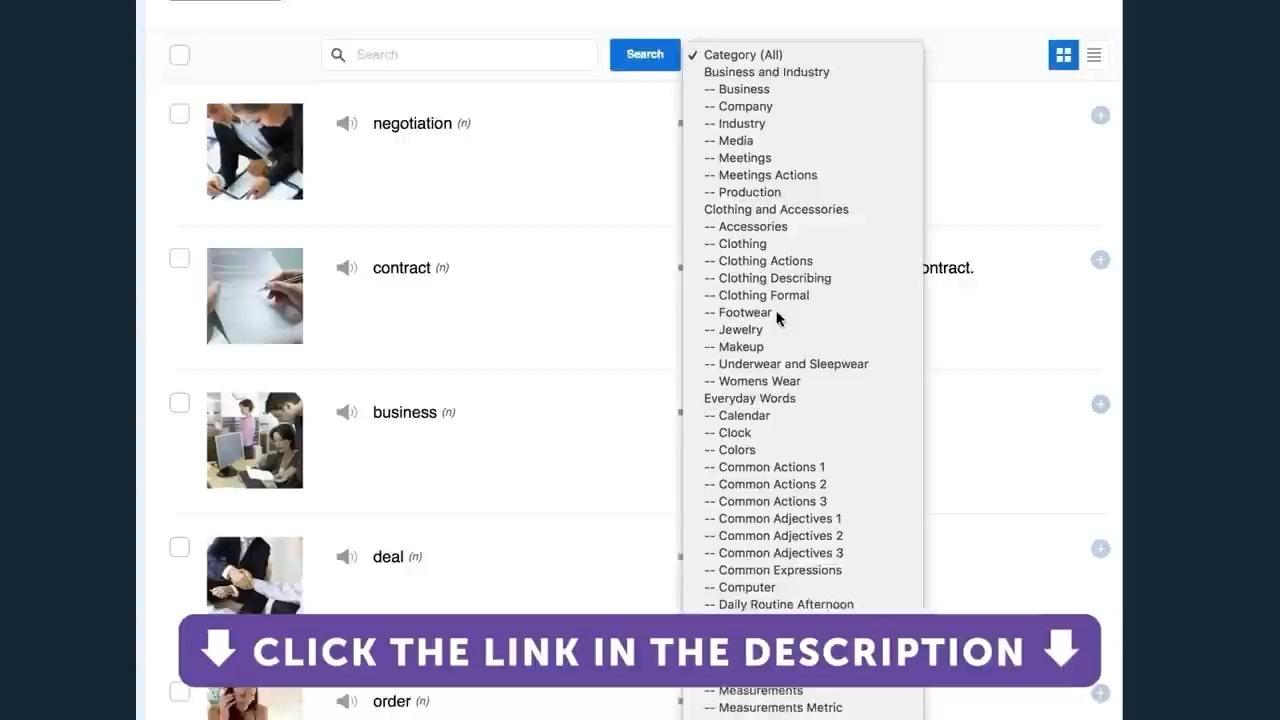 Search
Search
Category (All)
Business and Industry
-- Business
-- Company
-- Industry
-- Media
-- Meetings
-- Meetings Actions
-- Production
Clothing and Accessories
-- Accessories
-- Clothing
-- Clothing Actions
-- Clothing Describing
-- Clothing Formal
-- Footwear
-- Jewelry
-- Makeup
-- Underwear and Sleepwear
-- Womens Wear
Everyday Words
-- Calendar
-- Clock
-- Colors
-- Common Actions 1
-- Common Actions 2
-- Common Actions 3
-- Common Adjectives 1
-- Common Adjectives 2
-- Common Adjectives 3
-- Common Expressions
-- Computer
-- Daily Routine Afternoon
-- Measurements
-- Measurements Metric
negotiation (n)
contract (n)
ontract.
business (n)
deal (n)
CLICK THE LINK IN THE DESCRIPTION
order (n)